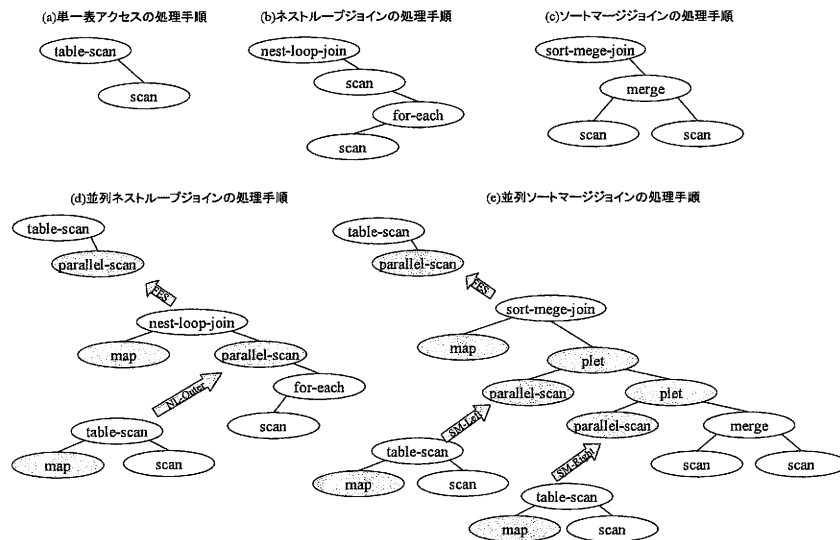 (a)単一表アクセスの処理手順
(b)ネストループジョインの処理手順
(c)ソートマージジョインの処理手順
table-scan
scan
nest-loop-join
scan
for-each
scan
sort-mege-join
merge
scan
scan
(d)並列ネストループジョインの処理手順
(e)並列ソートマージジョインの処理手順
table-scan
parallel-scan
FES
nest-loop-join
map
parallel-scan
for-each
scan
NL-Outer
table-scan
map
scan
table-scan
parallel-scan
FES
sort-mege-join
map
plet
parallel-scan
plet
parallel-scan
merge
scan
scan
SM-Left
table-scan
map
scan
SM-Right
table-scan
map
scan